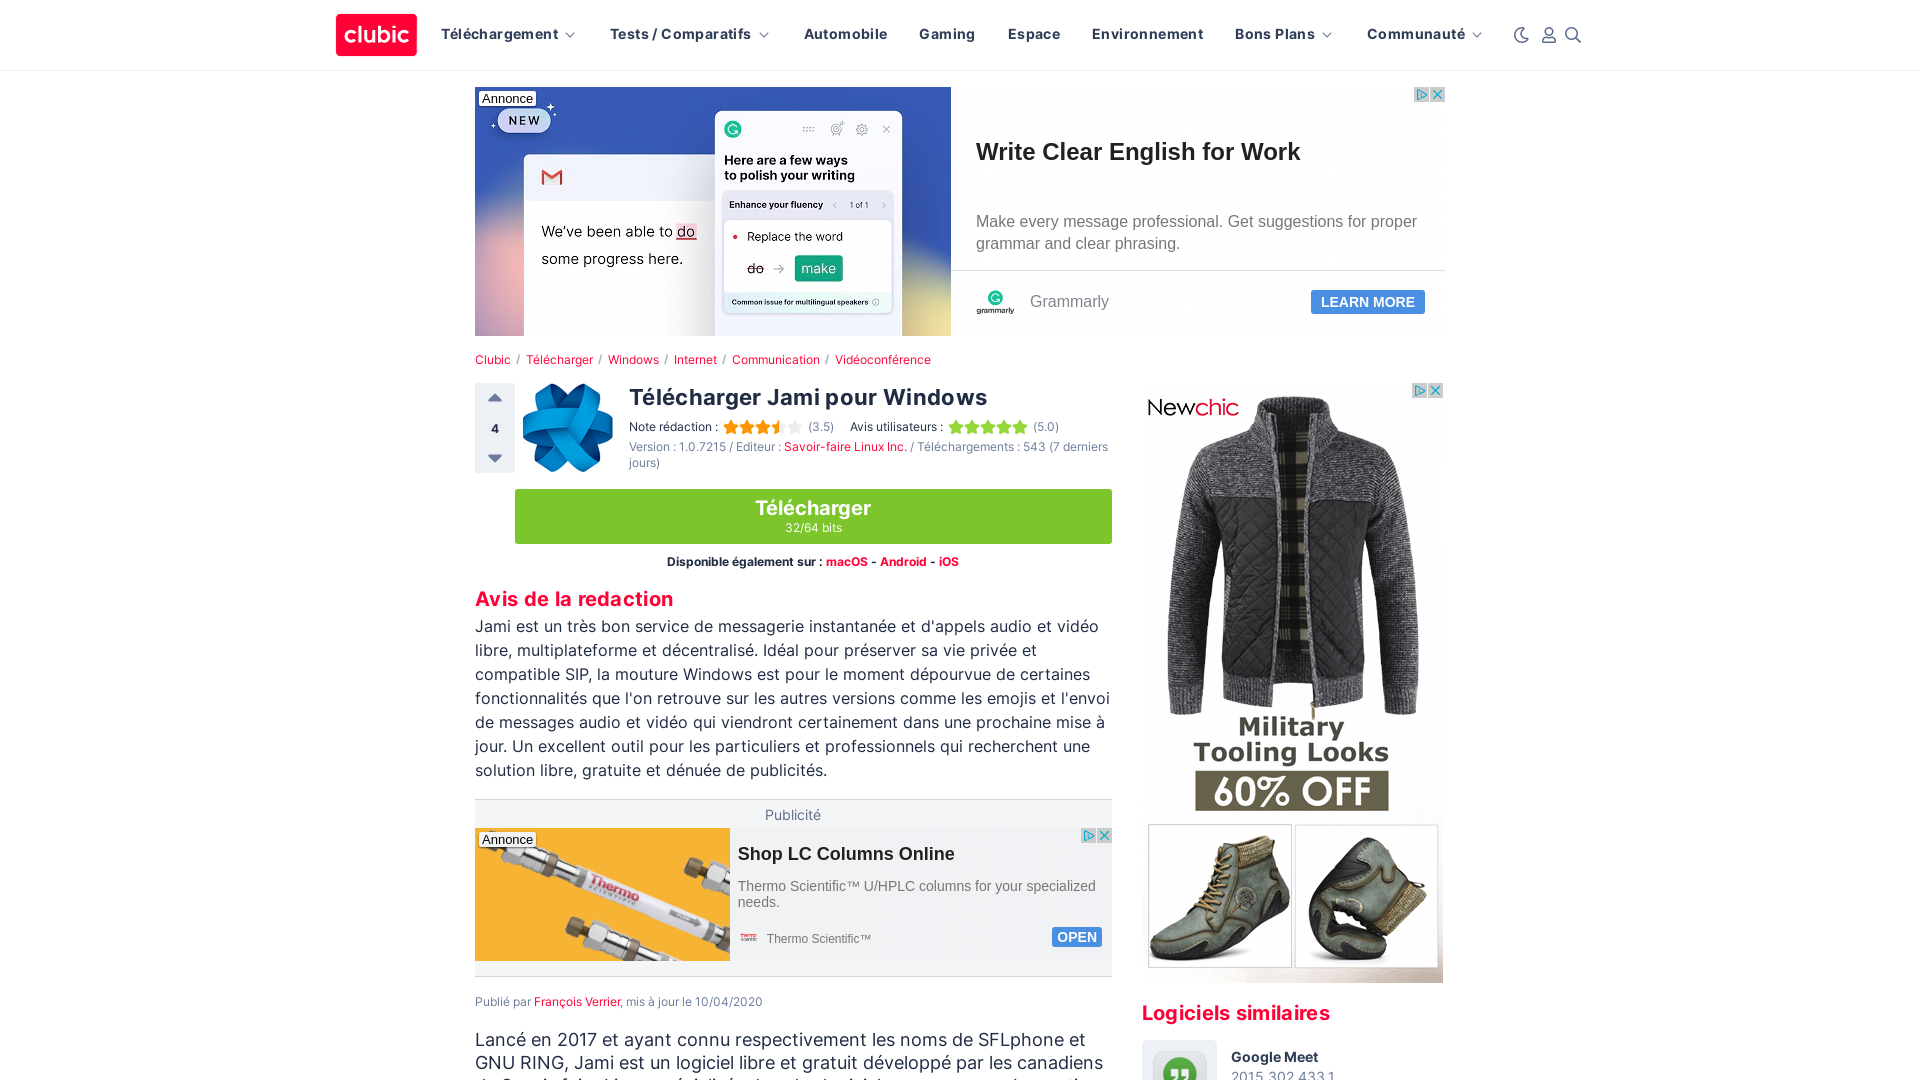 clubic
Téléchargement
Tests / Comparatifs
Automobile
Gaming
Espace
Environnement
Bons Plans
Communauté
Annonce
NEW
We've been able to do
some progress here.
Here are a few ways
to polish your writing
Enhance your fluency
1 of 1
Replace the word
do → make
Common issue for multilingual speakers
Write Clear English for Work
Make every message professional. Get suggestions for proper
grammar and clear phrasing.
grammarly
Grammarly
LEARN MORE
Clubic / Télécharger / Windows / Internet / Communication / Vidéoconférence
4
Télécharger Jami pour Windows
Note rédaction : (3.5) Avis utilisateurs : (5.0)
Version : 1.0.7215 / Editeur : Savoir-faire Linux Inc. / Téléchargements : 543 (7 derniers
jours)
Télécharger
32/64 bits
Disponible également sur : macOS - Android - iOS
Avis de la redaction
Jami est un très bon service de messagerie instantanée et d'appels audio et vidéo
libre, multiplateforme et décentralisé. Idéal pour préserver sa vie privée et
compatible SIP, la mouture Windows est pour le moment dépourvue de certaines
fonctionnalités que l'on retrouve sur les autres versions comme les emojis et l'envoi
de messages audio et vidéo qui viendront certainement dans une prochaine mise à
jour. Un excellent outil pour les particuliers et professionnels qui recherchent une
solution libre, gratuite et dénuée de publicités.
Publicité
Annonce
Thermo
SCIENTIFIC
Shop LC Columns Online
Thermo Scientific™ U/HPLC columns for your specialized
needs.
Thermo Scientific™
OPEN
Publié par François Verrier, mis à jour le 10/04/2020
Lancé en 2017 et ayant connu respectivement les noms de SFLphone et
GNU RING, Jami est un logiciel libre et gratuit développé par les canadiens
Newchic
Military
Tooling Looks
60% OFF
Logiciels similaires
Google Meet
2015.302.433.1